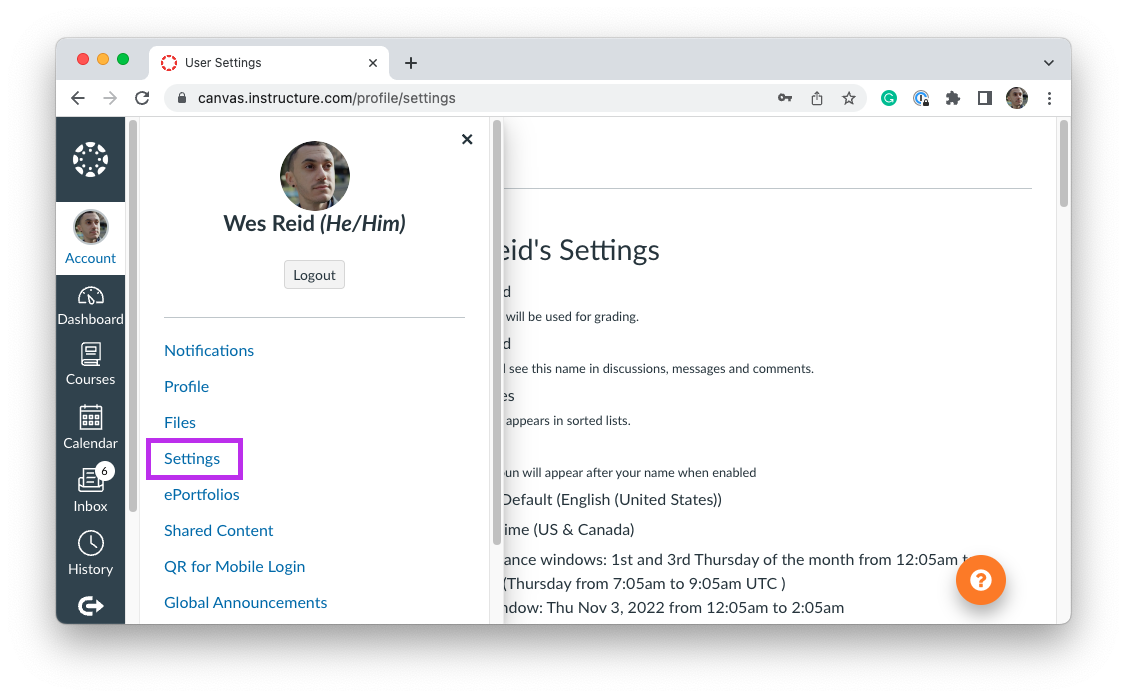 User Settings
canvas.instructure.com/profile/settings
Account
Dashboard
Courses
Calendar
6
Inbox
History
Wes Reid (He/Him)
Logout
Notifications
Profile
Files
Settings
ePortfolios
Shared Content
QR for Mobile Login
Global Announcements
eid's Settings
d
will be used for grading.
d
l see this name in discussions, messages and comments.
es
appears in sorted lists.
oun will appear after your name when enabled
Default (English (United States))
ime (US & Canada)
ance windows: 1st and 3rd Thursday of the month from 12:05am t
(Thursday from 7:05am to 9:05am UTC )
ndow: Thu Nov 3, 2022 from 12:05am to 2:05am
?